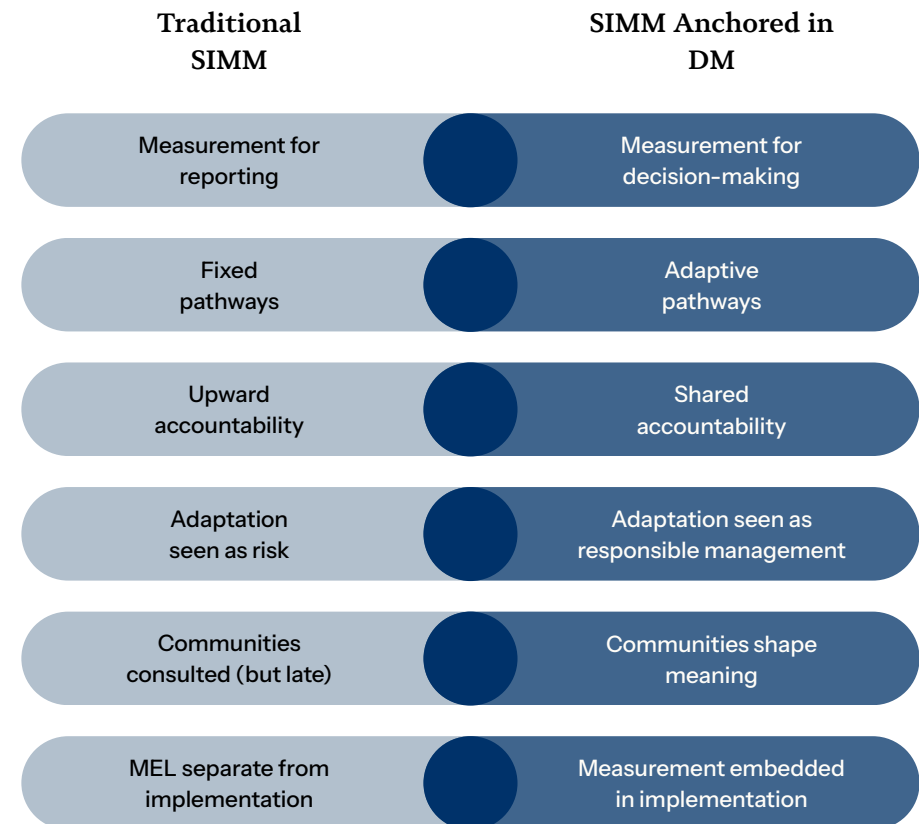 Traditional
SIMM
SIMM Anchored in
DM
Measurement for
reporting
Measurement for
decision-making
Fixed
pathways
Adaptive
pathways
Upward
accountability
Shared
accountability
Adaptation
seen as risk
Adaptation seen as
responsible management
Communities
consulted (but late)
Communities shape
meaning
MEL separate from
implementation
Measurement embedded
in implementation